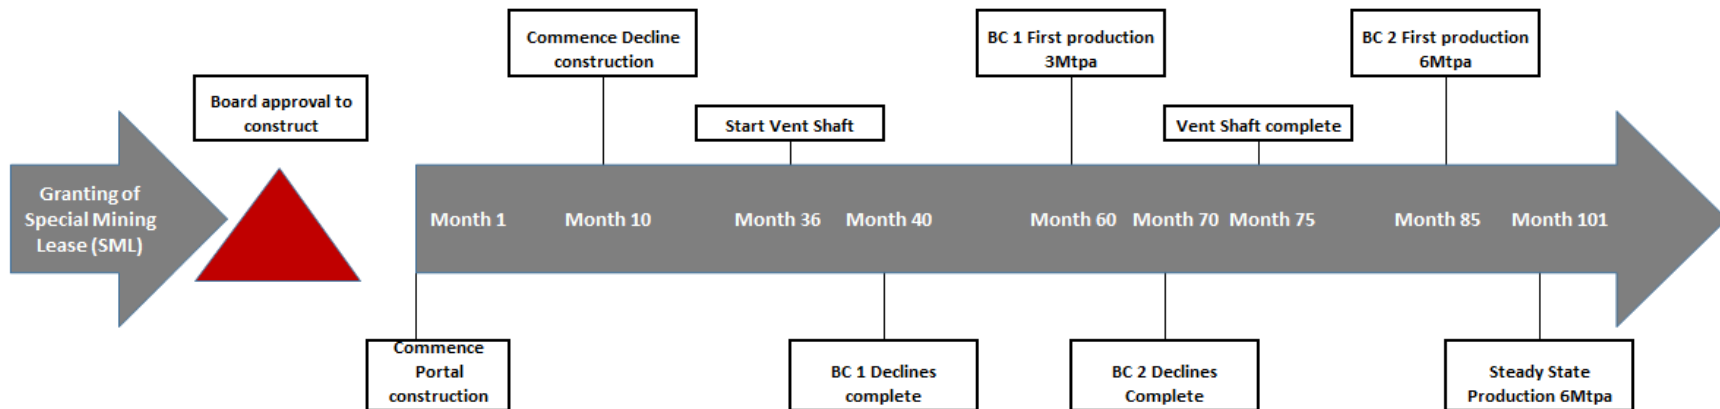 Commence Decline
construction
BC 1 First production
3Mtpa
BC 2 First production
6Mtpa
Board approval to
construct
Start Vent Shaft
Vent Shaft complete
Granting of
Special Mining
Lease (SML)
Month 1
Month 10
Month 36
Month 40
Month 60
Month 70
Month 75
Month 85
Month 101
Commence
Portal
construction
BC 1 Declines
complete
BC 2 Declines
Complete
Steady State
Production 6Mtpa